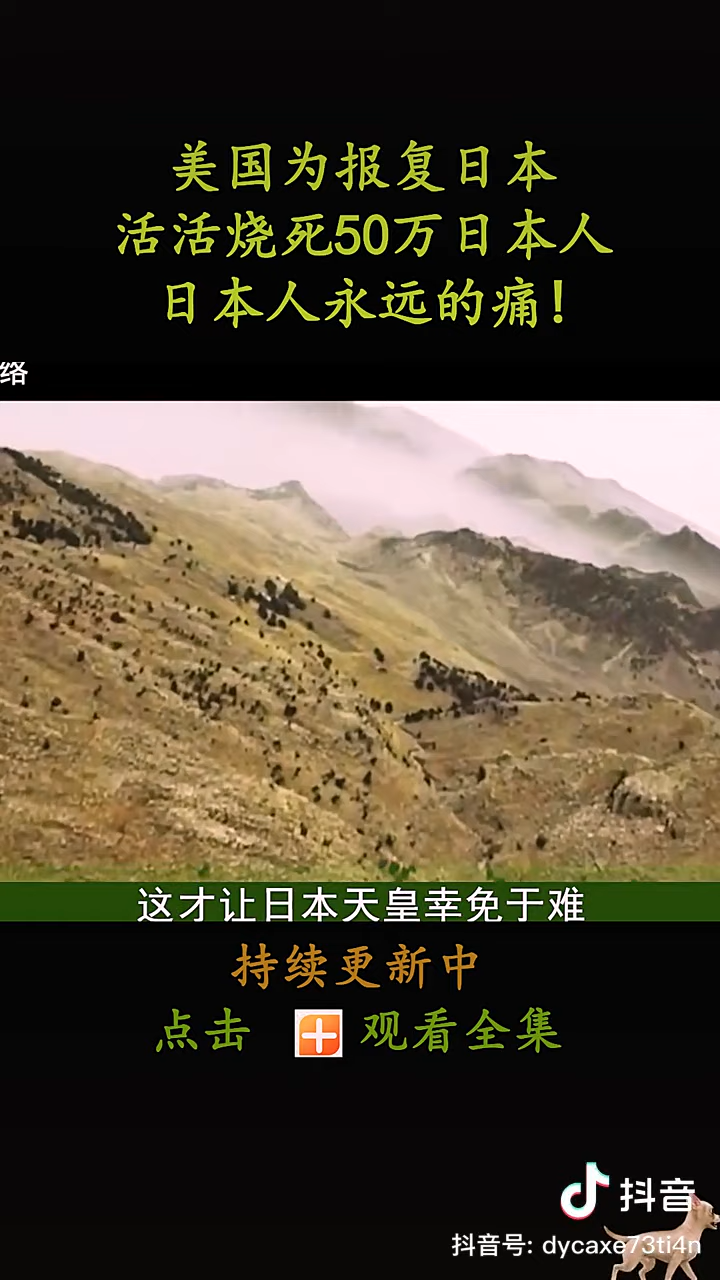 美国为报复日本
活活烧死50万日本人
日本人永远的痛！
络
这才让日本天皇幸免于难
持续更新中
点击 观看全集
抖音
抖音号: dycaxe73ti4n